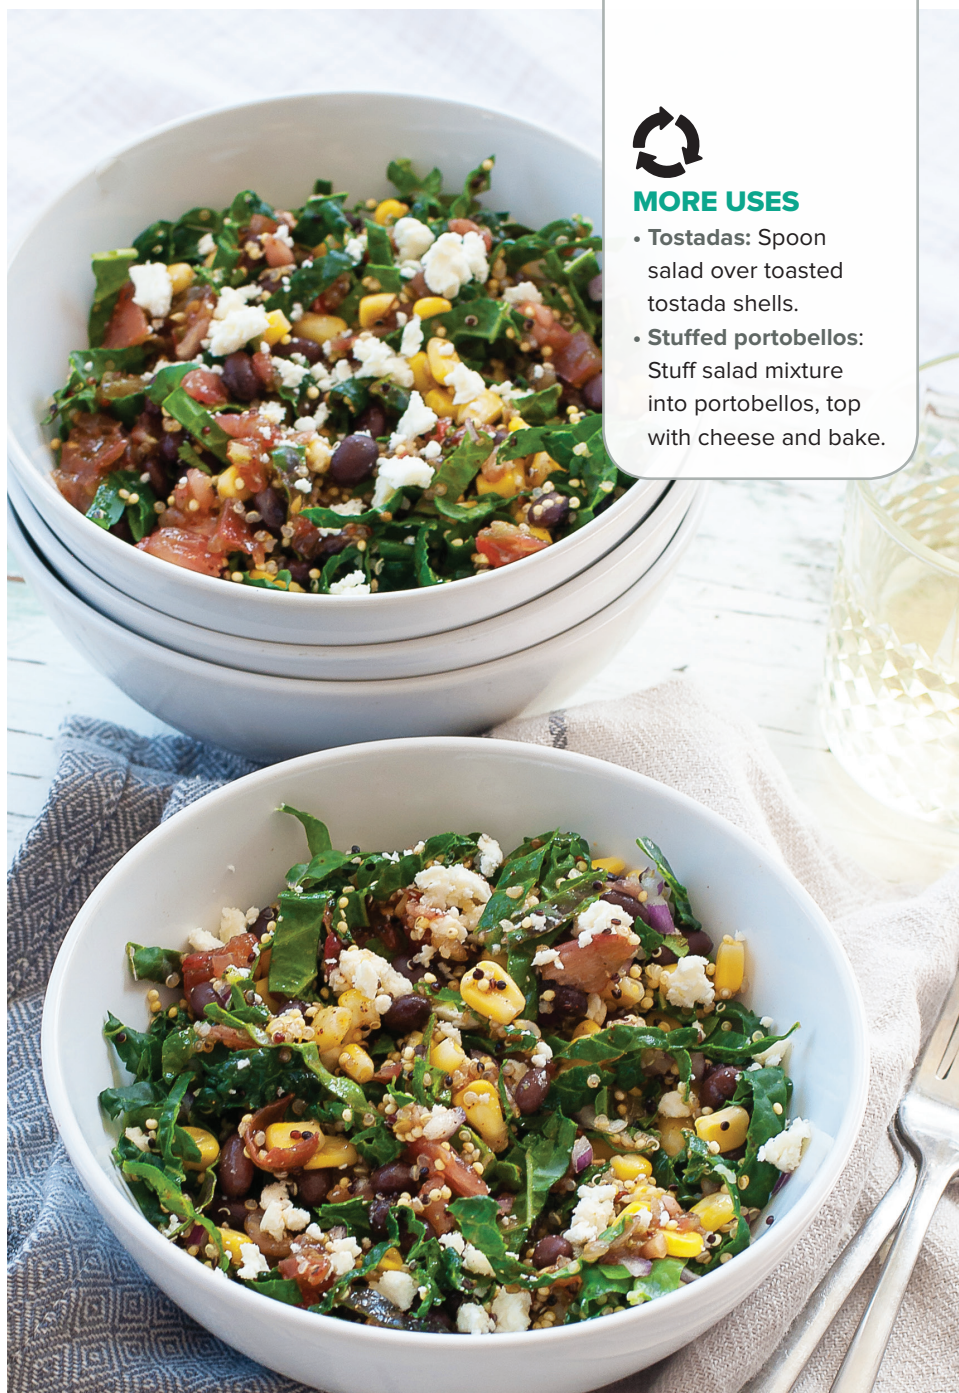 MORE USES
• Tostadas: Spoon
salad over toasted
tostada shells.
• Stuffed portobellos:
Stuff salad mixture
into portobellos, top
with cheese and bake.